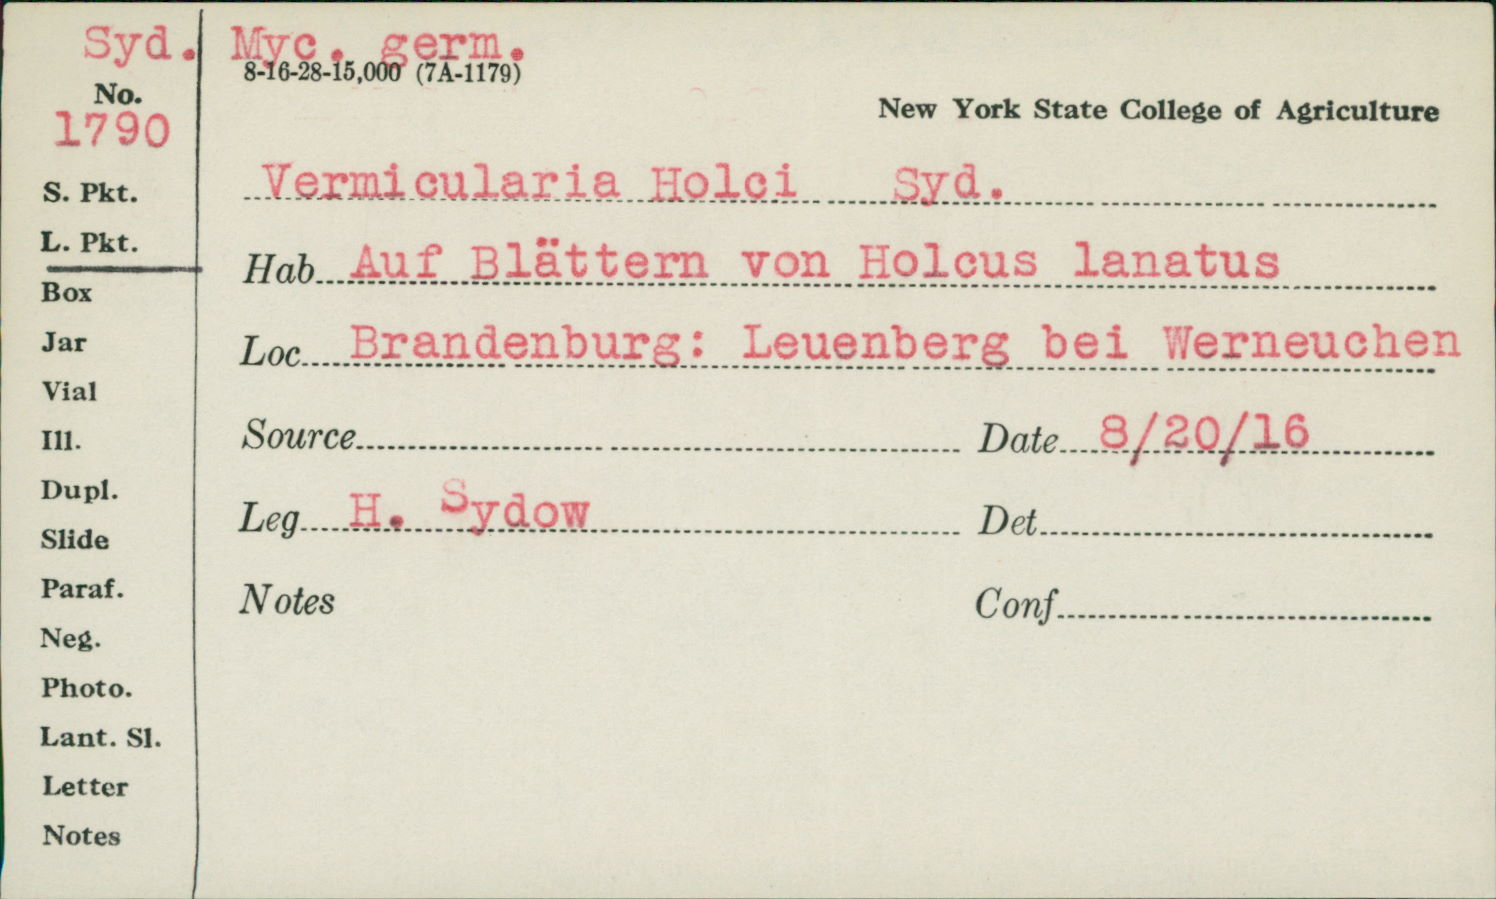 Syd. Myc. germ.
8-16-28-15,000 (7A-1179)
No.
1790
New York State College of Agriculture
Vermicularia Holci Syd.
S. Pkt.
L. Pkt.
Hab Auf Blättern von Holcus lanatus
Box
Jar
Loc Brandenburg: Leuenberg bei Werneuchen
Vial
Ill.
Source Date 8/20/16
Dupl.
Leg H. Sydow Det
Slide
Paraf.
Notes Conf
Neg.
Photo.
Lant. Sl.
Letter
Notes